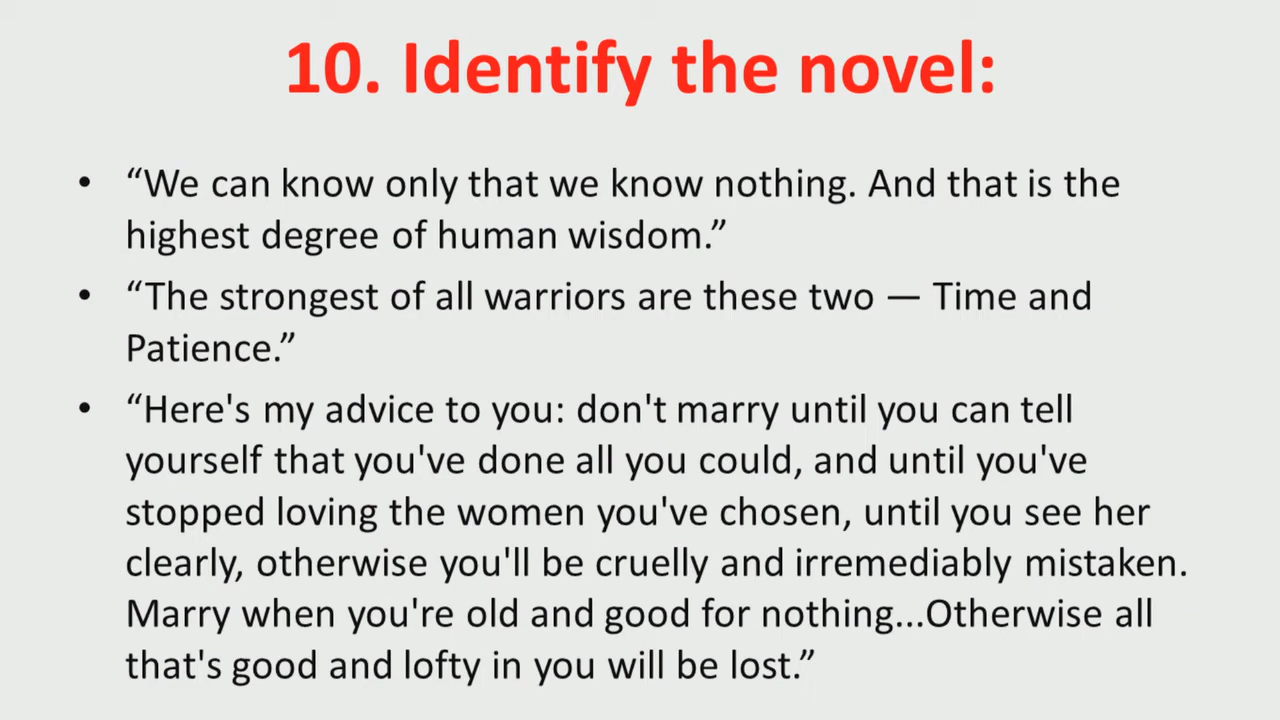 10. Identify the novel:
• “We can know only that we know nothing. And that is the
highest degree of human wisdom.”
• “The strongest of all warriors are these two — Time and
Patience.”
• “Here's my advice to you: don't marry until you can tell
yourself that you've done all you could, and until you've
stopped loving the women you've chosen, until you see her
clearly, otherwise you'll be cruelly and irremediably mistaken.
Marry when you're old and good for nothing...Otherwise all
that's good and lofty in you will be lost.”